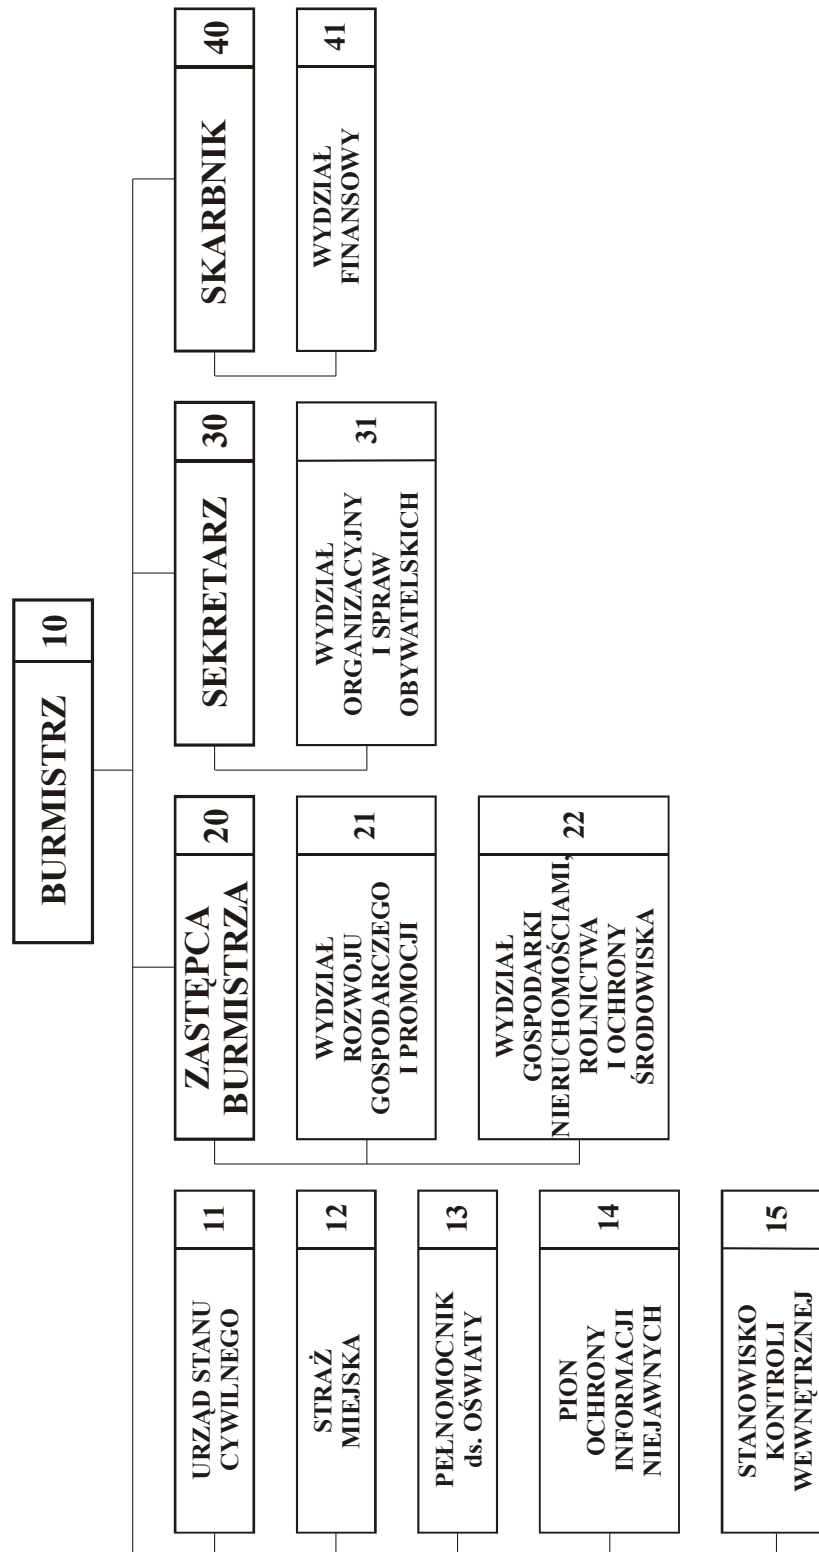 BURMISTRZ
10
URZĄD STANU
CYWILNEGO
11
STRAŻ
MIEJSKA
12
PEŁNOMOCNIK
ds. OŚWIATY
13
PION
OCHRONY
INFORMACJI
NIEJAWNYCH
14
STANOWISKO
KONTROLI
WEWNĘTRZNEJ
15
ZASTĘPCA
BURMISTRZA
20
WYDZIAŁ
ROZWOJU
GOSPODARCZEGO
I PROMOCJI
21
WYDZIAŁ
GOSPODARKI
NIERUCHOMOŚCIAMI,
ROLNICTWA
I OCHRONY
ŚRODOWISKA
22
SEKRETARZ
30
WYDZIAŁ
ORGANIZACYJNY
I SPRAW
OBYWATELSKICH
31
SKARBNIK
40
WYDZIAŁ
FINANSOWY
41